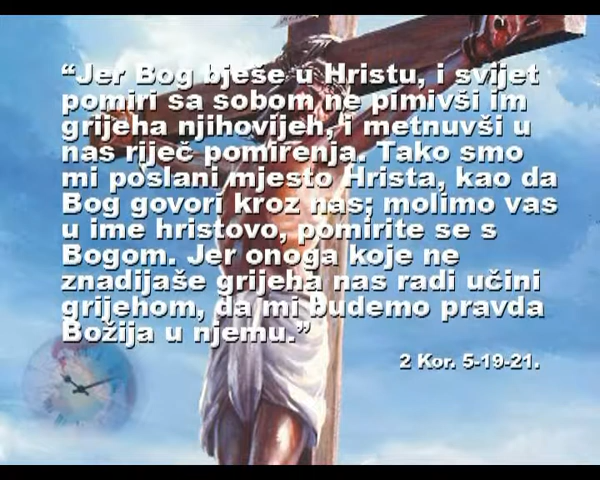 “Jer Bog bješe u Hristu, i svijet
pomiri sa sobom ne pimivši im
grijeha njihovijeh, i metnuvši u
nas riječ pomirenja. Tako smo
mi poslani mjesto Hrista, kao da
Bog govori kroz nas; molimo vas
u ime hristovo, pomirite se s
Bogom. Jer onoga koje ne
znadijaše grijeha nas radi učini
grijehom, da mi budemo pravda
Božija u njemu.”
2 Kor. 5-19-21.